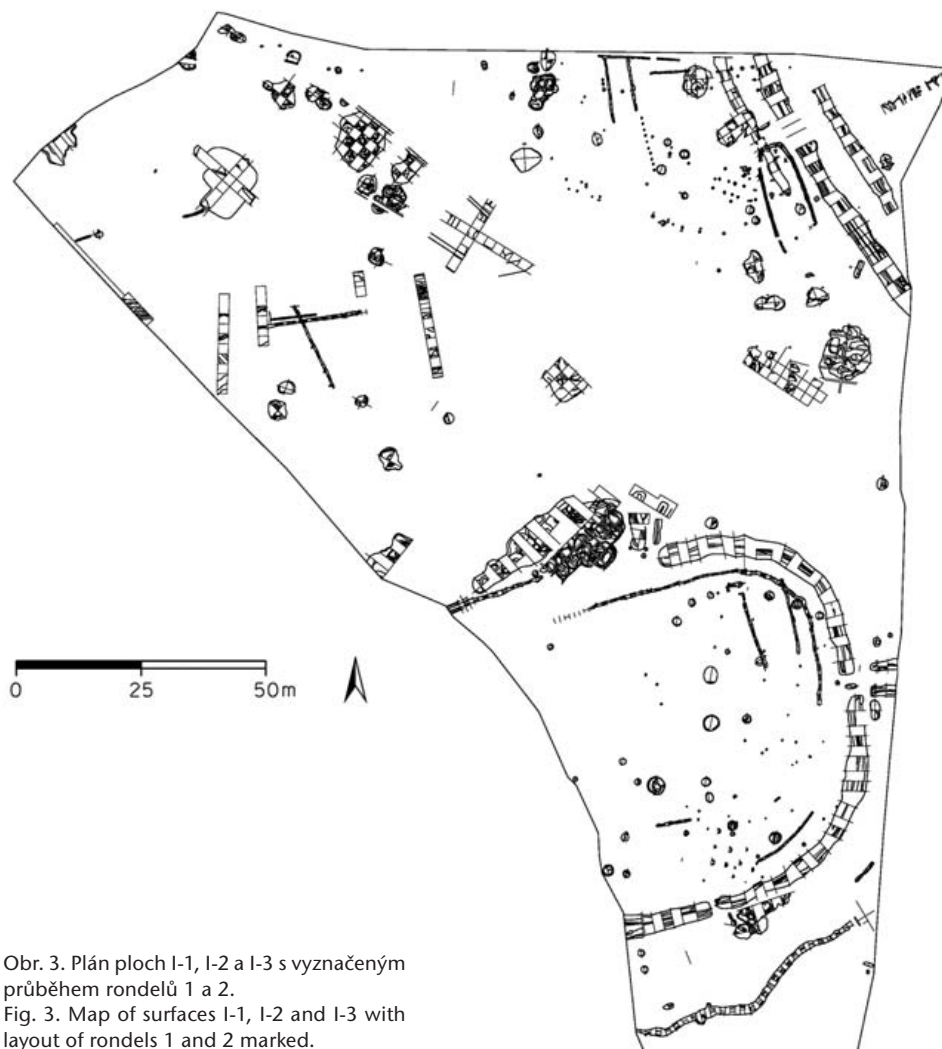 0 25 50 m
Obr. 3. Plán ploch I-1, I-2 a I-3 s vyznačeným
průběhem rondelů 1 a 2.
Fig. 3. Map of surfaces I-1, I-2 and I-3 with
layout of rondels 1 and 2 marked.